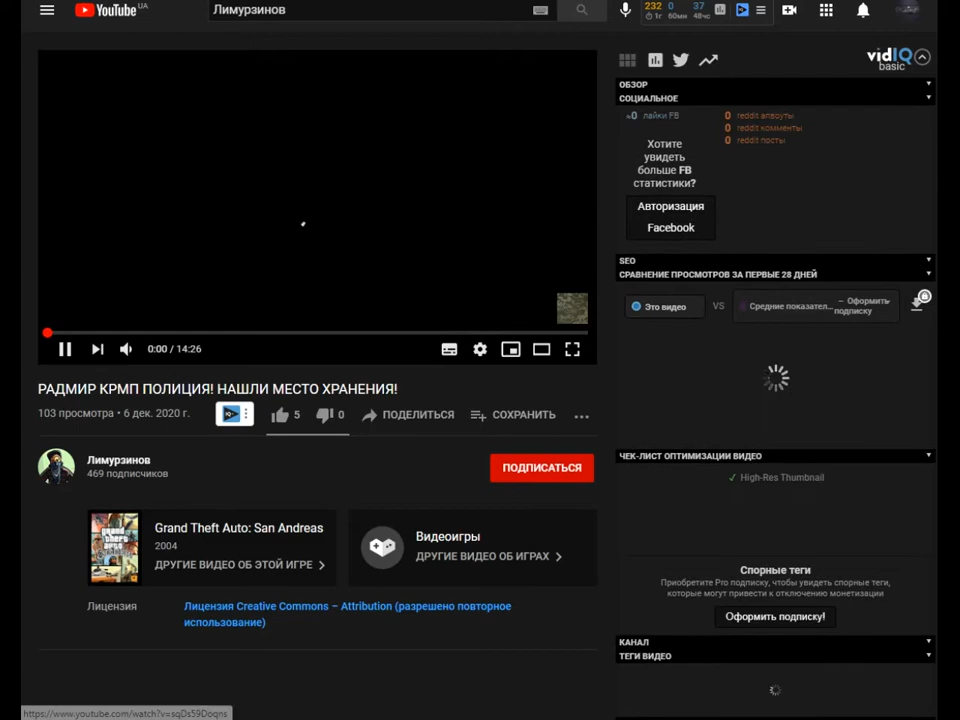 YouTube UA
Лимурзинов
232 0 37
1г 60мн 48чс
vidIQ
basic
ОБЗОР
СОЦИАЛЬНОЕ
0 лайки FB
0 reddit апвоуты
0 reddit комменты
0 reddit посты
Хотите
увидеть
больше FB
статистики?
Авторизация
Facebook
SEO
СРАВНЕНИЕ ПРОСМОТРОВ ЗА ПЕРВЫЕ 28 ДНЕЙ
Это видео VS Средние показател... – Оформить
подписку
0:00 / 14:26
РАДМИР КРМП ПОЛИЦИЯ! НАШЛИ МЕСТО ХРАНЕНИЯ!
103 просмотра • 6 дек. 2020 г.
5 0 ПОДЕЛИТЬСЯ СОХРАНИТЬ ...
Лимурзинов
469 подписчиков
ПОДПИСАТЬСЯ
Grand Theft Auto: San Andreas
2004
ДРУГИЕ ВИДЕО ОБ ЭТОЙ ИГРЕ
Видеоигры
ДРУГИЕ ВИДЕО ОБ ИГРАХ
Лицензия
Лицензия Creative Commons – Attribution (разрешено повторное
использование)
ЧЕК-ЛИСТ ОПТИМИЗАЦИИ ВИДЕО
✓ High-Res Thumbnail
Спорные теги
Приобретите Pro подписку, чтобы увидеть спорные теги,
которые могут привести к отключению монетизации
Оформить подписку!
КАНАЛ
ТЕГИ ВИДЕО
https://www.youtube.com/watch?v=sqDs59Doqns